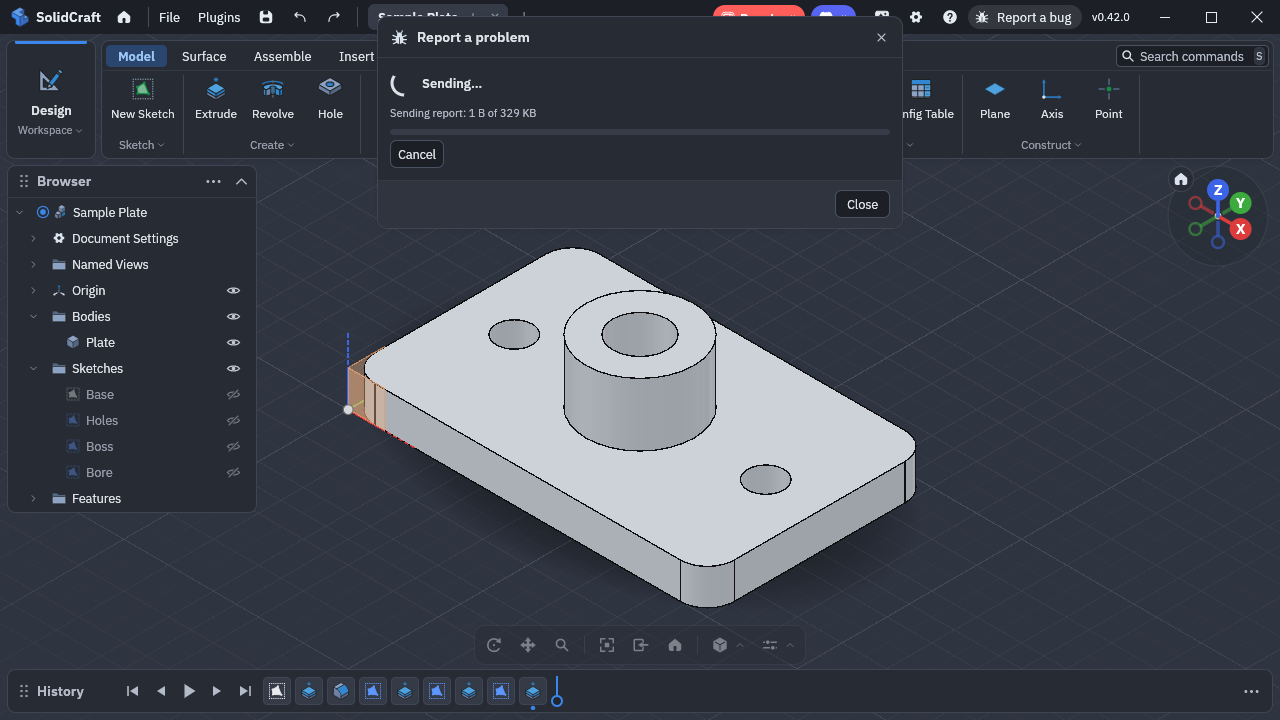 SolidCraft
File
Plugins
Report a bug
v0.42.0
Report a problem
Sending...
Sending report: 1 B of 329 KB
Cancel
Close
Design
Workspace
Model
Surface
Assemble
Insert
Search commands
S
New Sketch
Extrude
Revolve
Hole
Plane
Axis
Point
Table
Sketch
Create
Construct
Browser
Sample Plate
Document Settings
Named Views
Origin
Bodies
Plate
Sketches
Base
Holes
Boss
Bore
Features
Z
Y
X
History